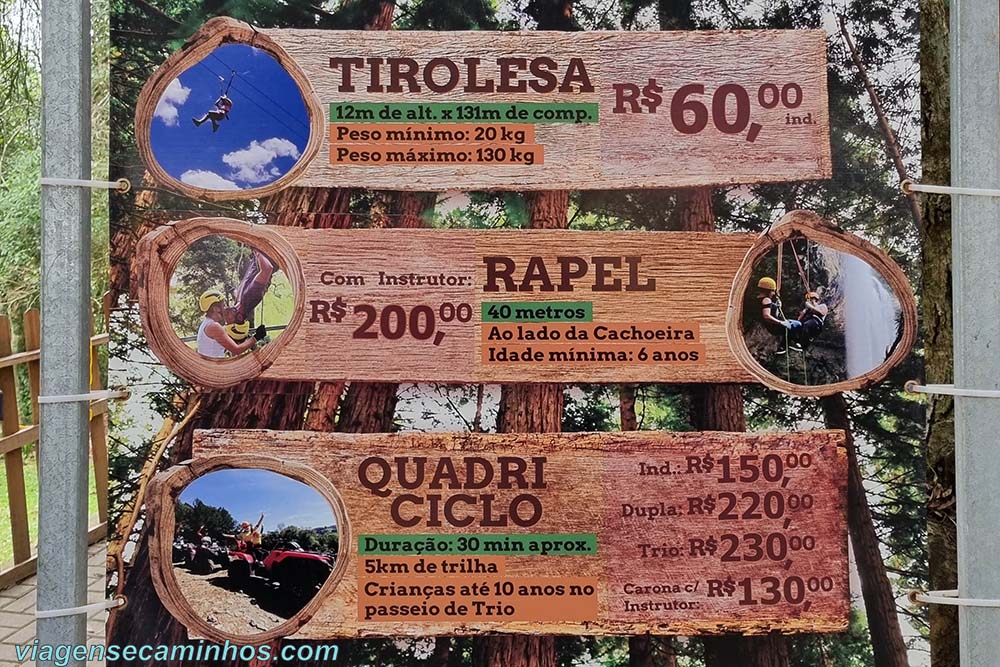 TIROLESA
12m de alt. x 131m de comp.
Peso mínimo: 20 kg
Peso máximo: 130 kg
R$ 60,00
ind.
Com Instrutor:
R$ 200,00
RAPEL
40 metros
Ao lado da Cachoeira
Idade mínima: 6 anos
QUADRI
CICLO
Duração: 30 min aprox.
5km de trilha
Crianças até 10 anos no
passeio de Trio
Ind.: R$ 150,00
Dupla: R$ 220,00
Trio: R$ 230,00
Carona c/
Instrutor: R$ 130,00
viagensecaminhos.com